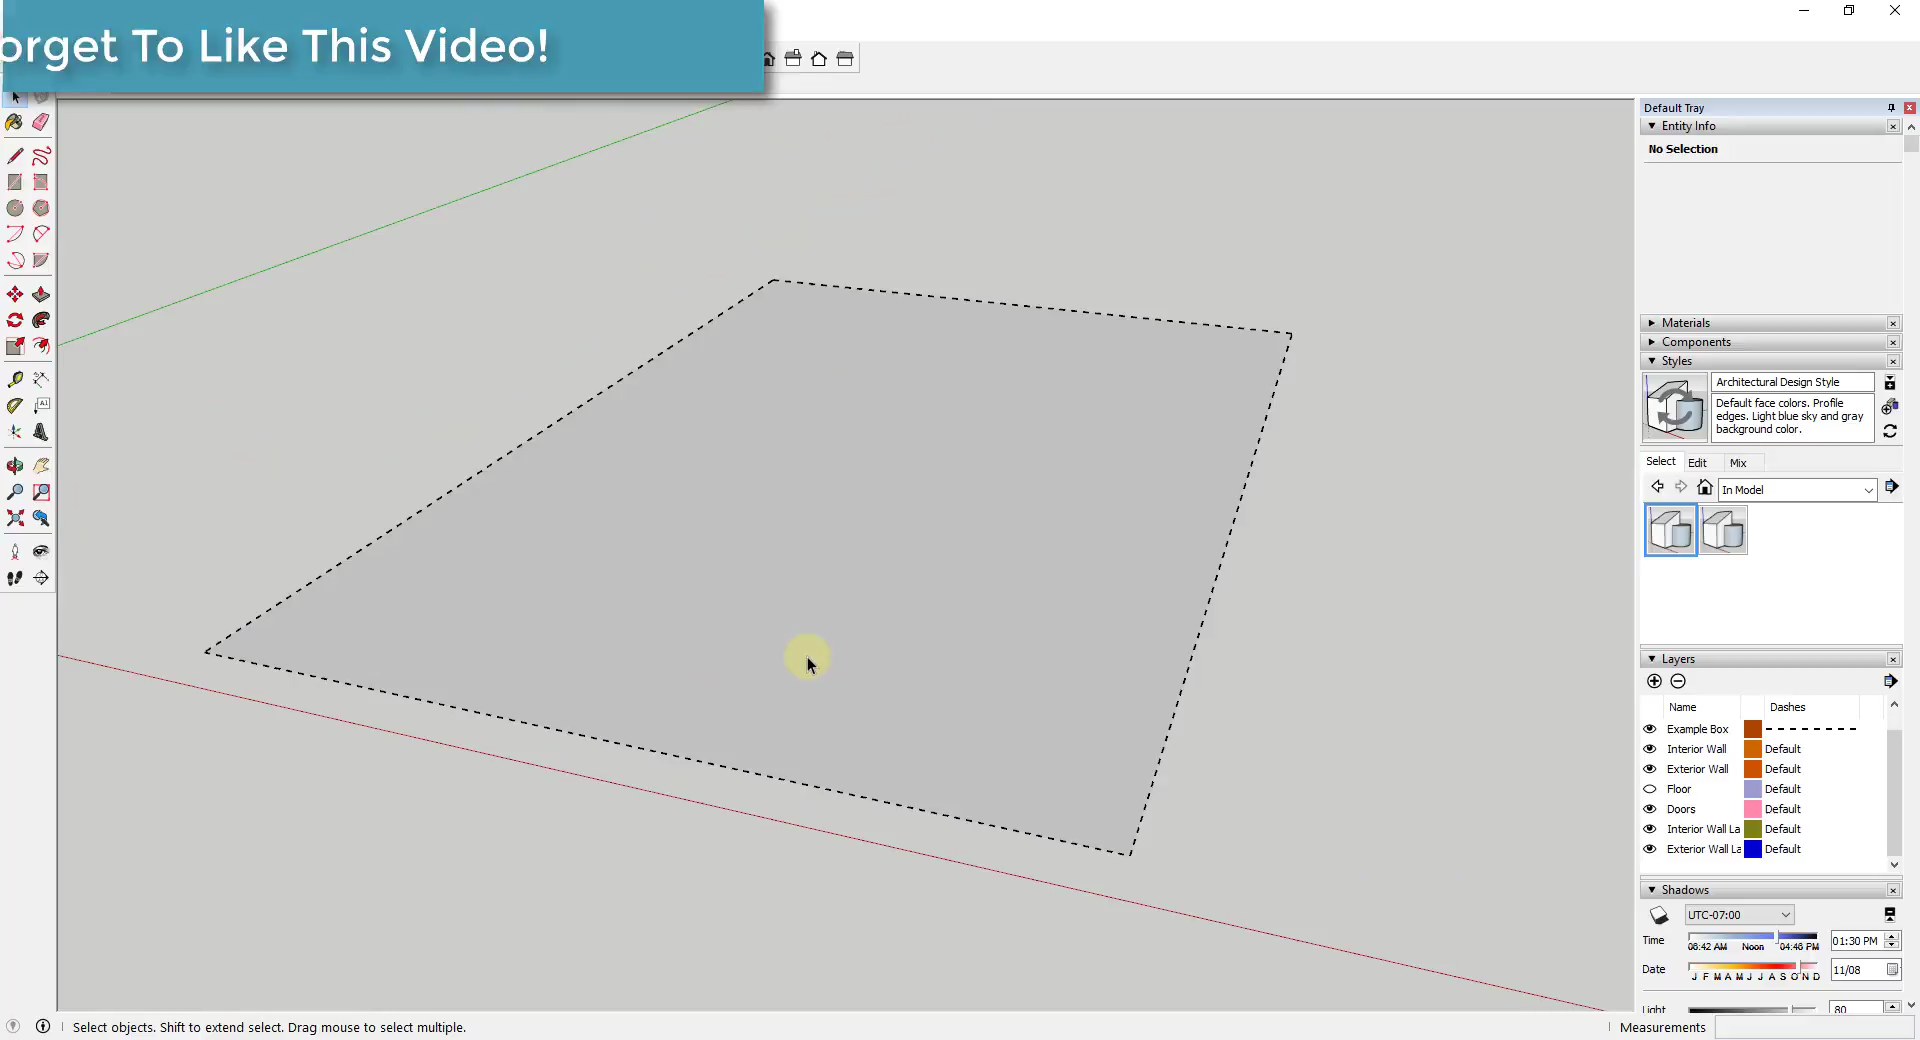 orget To Like This Video!
Default Tray
Entity Info
No Selection
Materials
Components
Styles
Architectural Design Style
Default face colors. Profile
edges. Light blue sky and gray
background color.
Select Edit Mix
In Model
Layers
Name Dashes
Example Box
Interior Wall Default
Exterior Wall Default
Floor Default
Doors Default
Interior Wall La Default
Exterior Wall La Default
Shadows
UTC-07:00
Time 06:42 AM Noon 04:46 PM 01:30 PM
Date J F M A M J J A S O N D 11/08
Light 80
Select objects. Shift to extend select. Drag mouse to select multiple.
Measurements